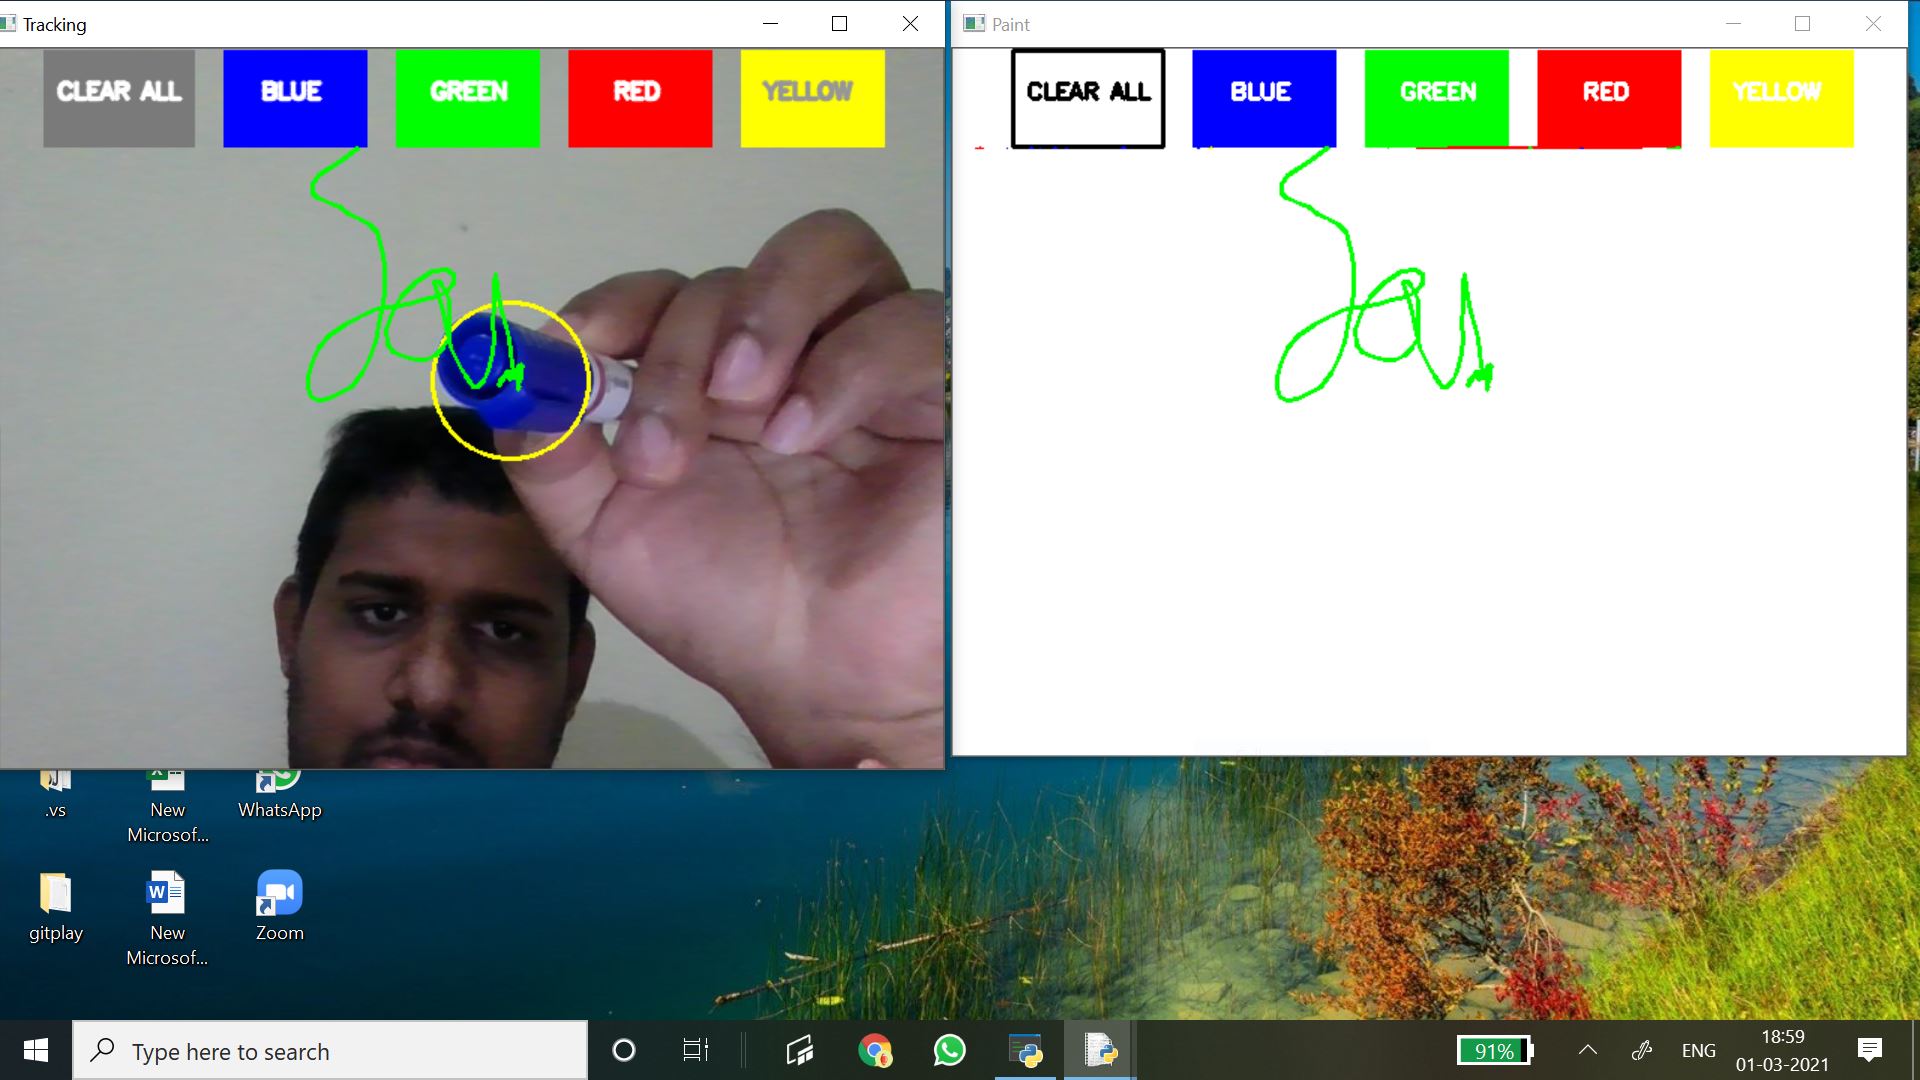 Tracking
Paint
CLEAR ALL
BLUE
GREEN
RED
YELLOW
CLEAR ALL
BLUE
GREEN
RED
YELLOW
.vs
New
Microsof...
WhatsApp
gitplay
New
Microsof...
Zoom
Type here to search
91%
ENG
18:59
01-03-2021